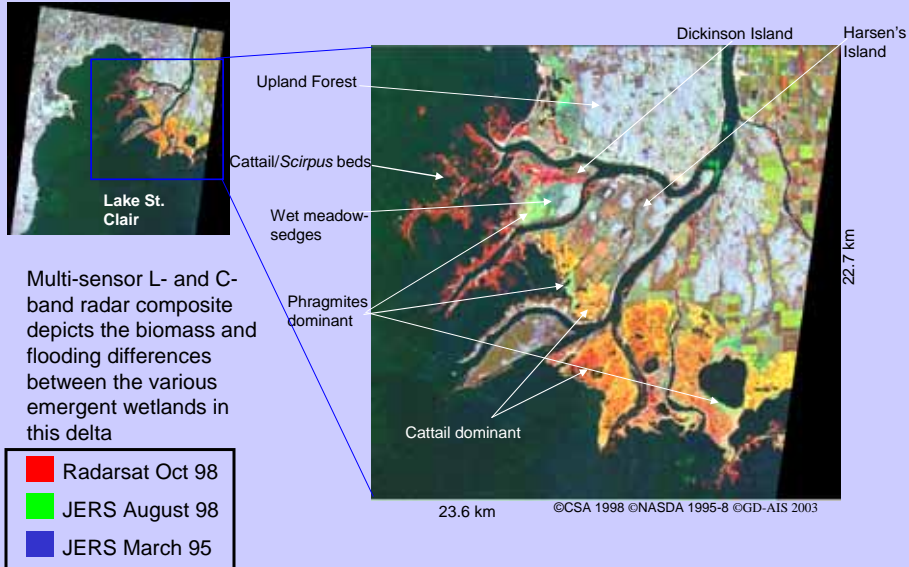 Dickinson Island
Harsen's
Island
Upland Forest
Cattail/Scirpus beds
Lake St.
Clair
Wet meadow-
sedges
22.7 km
Multi-sensor L- and C-
band radar composite
depicts the biomass and
flooding differences
between the various
emergent wetlands in
this delta
Phragmites
dominant
Cattail dominant
Radarsat Oct 98
JERS August 98
JERS March 95
23.6 km
©CSA 1998 ©NASDA 1995-8 ©GD-AIS 2003